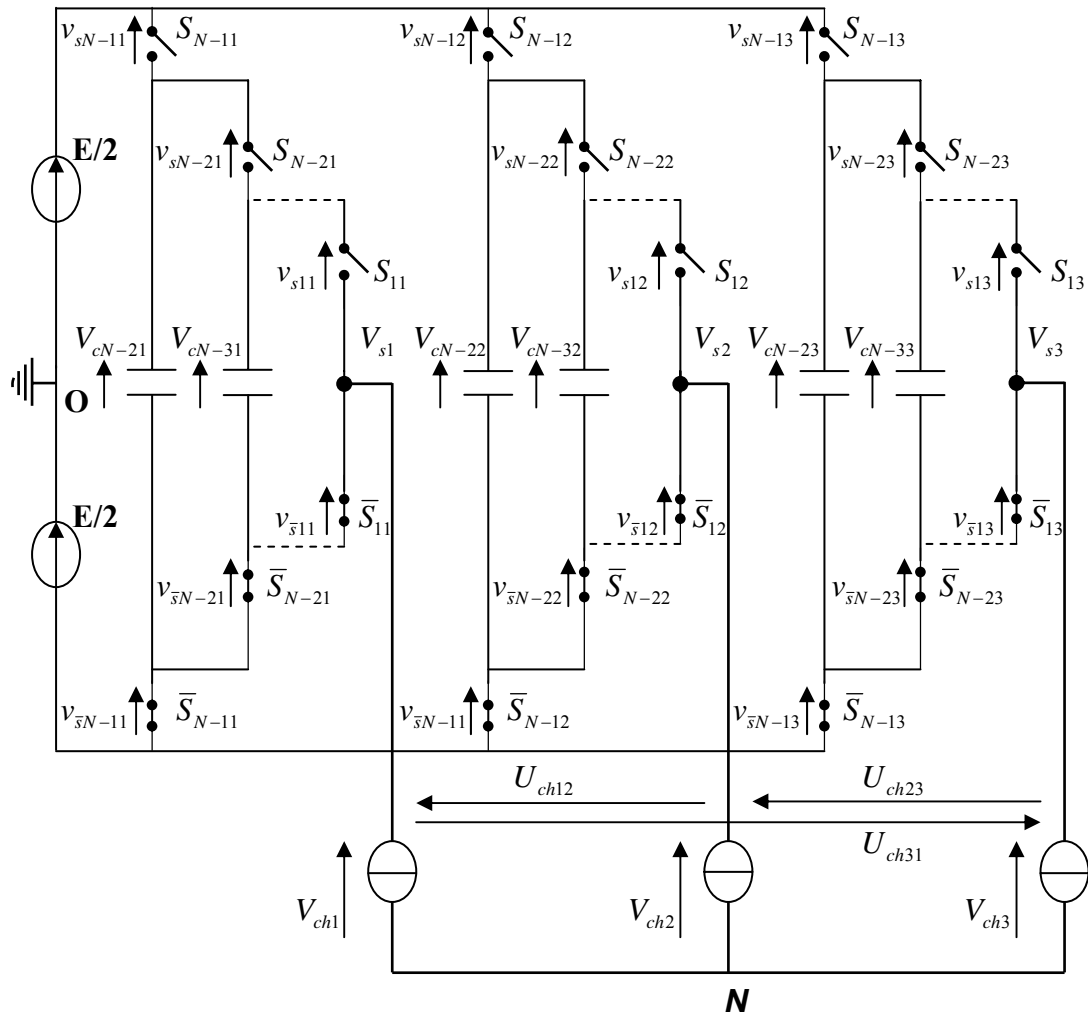 v_{sN-11} S_{N-11} v_{sN-12} S_{N-12} v_{sN-13} S_{N-13}
E/2 v_{sN-21} S_{N-21} v_{sN-22} S_{N-22} v_{sN-23} S_{N-23}
v_{s11} S_{11} v_{s12} S_{12} v_{s13} S_{13}
V_{cN-21} V_{cN-31} V_{s1} V_{cN-22} V_{cN-32} V_{s2} V_{cN-23} V_{cN-33} V_{s3}
O
E/2 v_{\bar{s}11} \bar{S}_{11} v_{\bar{s}12} \bar{S}_{12} v_{\bar{s}13} \bar{S}_{13}
v_{\bar{s}N-21} \bar{S}_{N-21} v_{\bar{s}N-22} \bar{S}_{N-22} v_{\bar{s}N-23} \bar{S}_{N-23}
v_{\bar{s}N-11} \bar{S}_{N-11} v_{\bar{s}N-11} \bar{S}_{N-12} v_{\bar{s}N-13} \bar{S}_{N-13}
U_{ch12} U_{ch23}
U_{ch31}
V_{ch1} V_{ch2} V_{ch3}
N